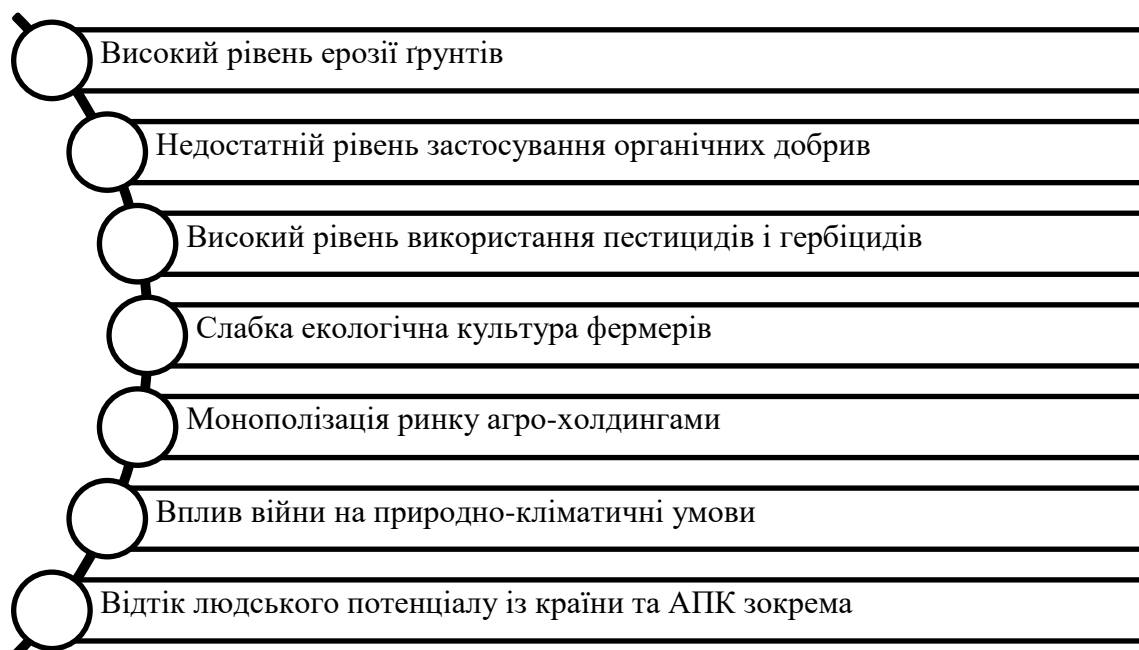 Високий рівень ерозії ґрунтів
Недостатній рівень застосування органічних добрив
Високий рівень використання пестицидів і гербіцидів
Слабка екологічна культура фермерів
Монополізація ринку агро-холдингами
Вплив війни на природно-кліматичні умови
Відтік людського потенціалу із країни та АПК зокрема